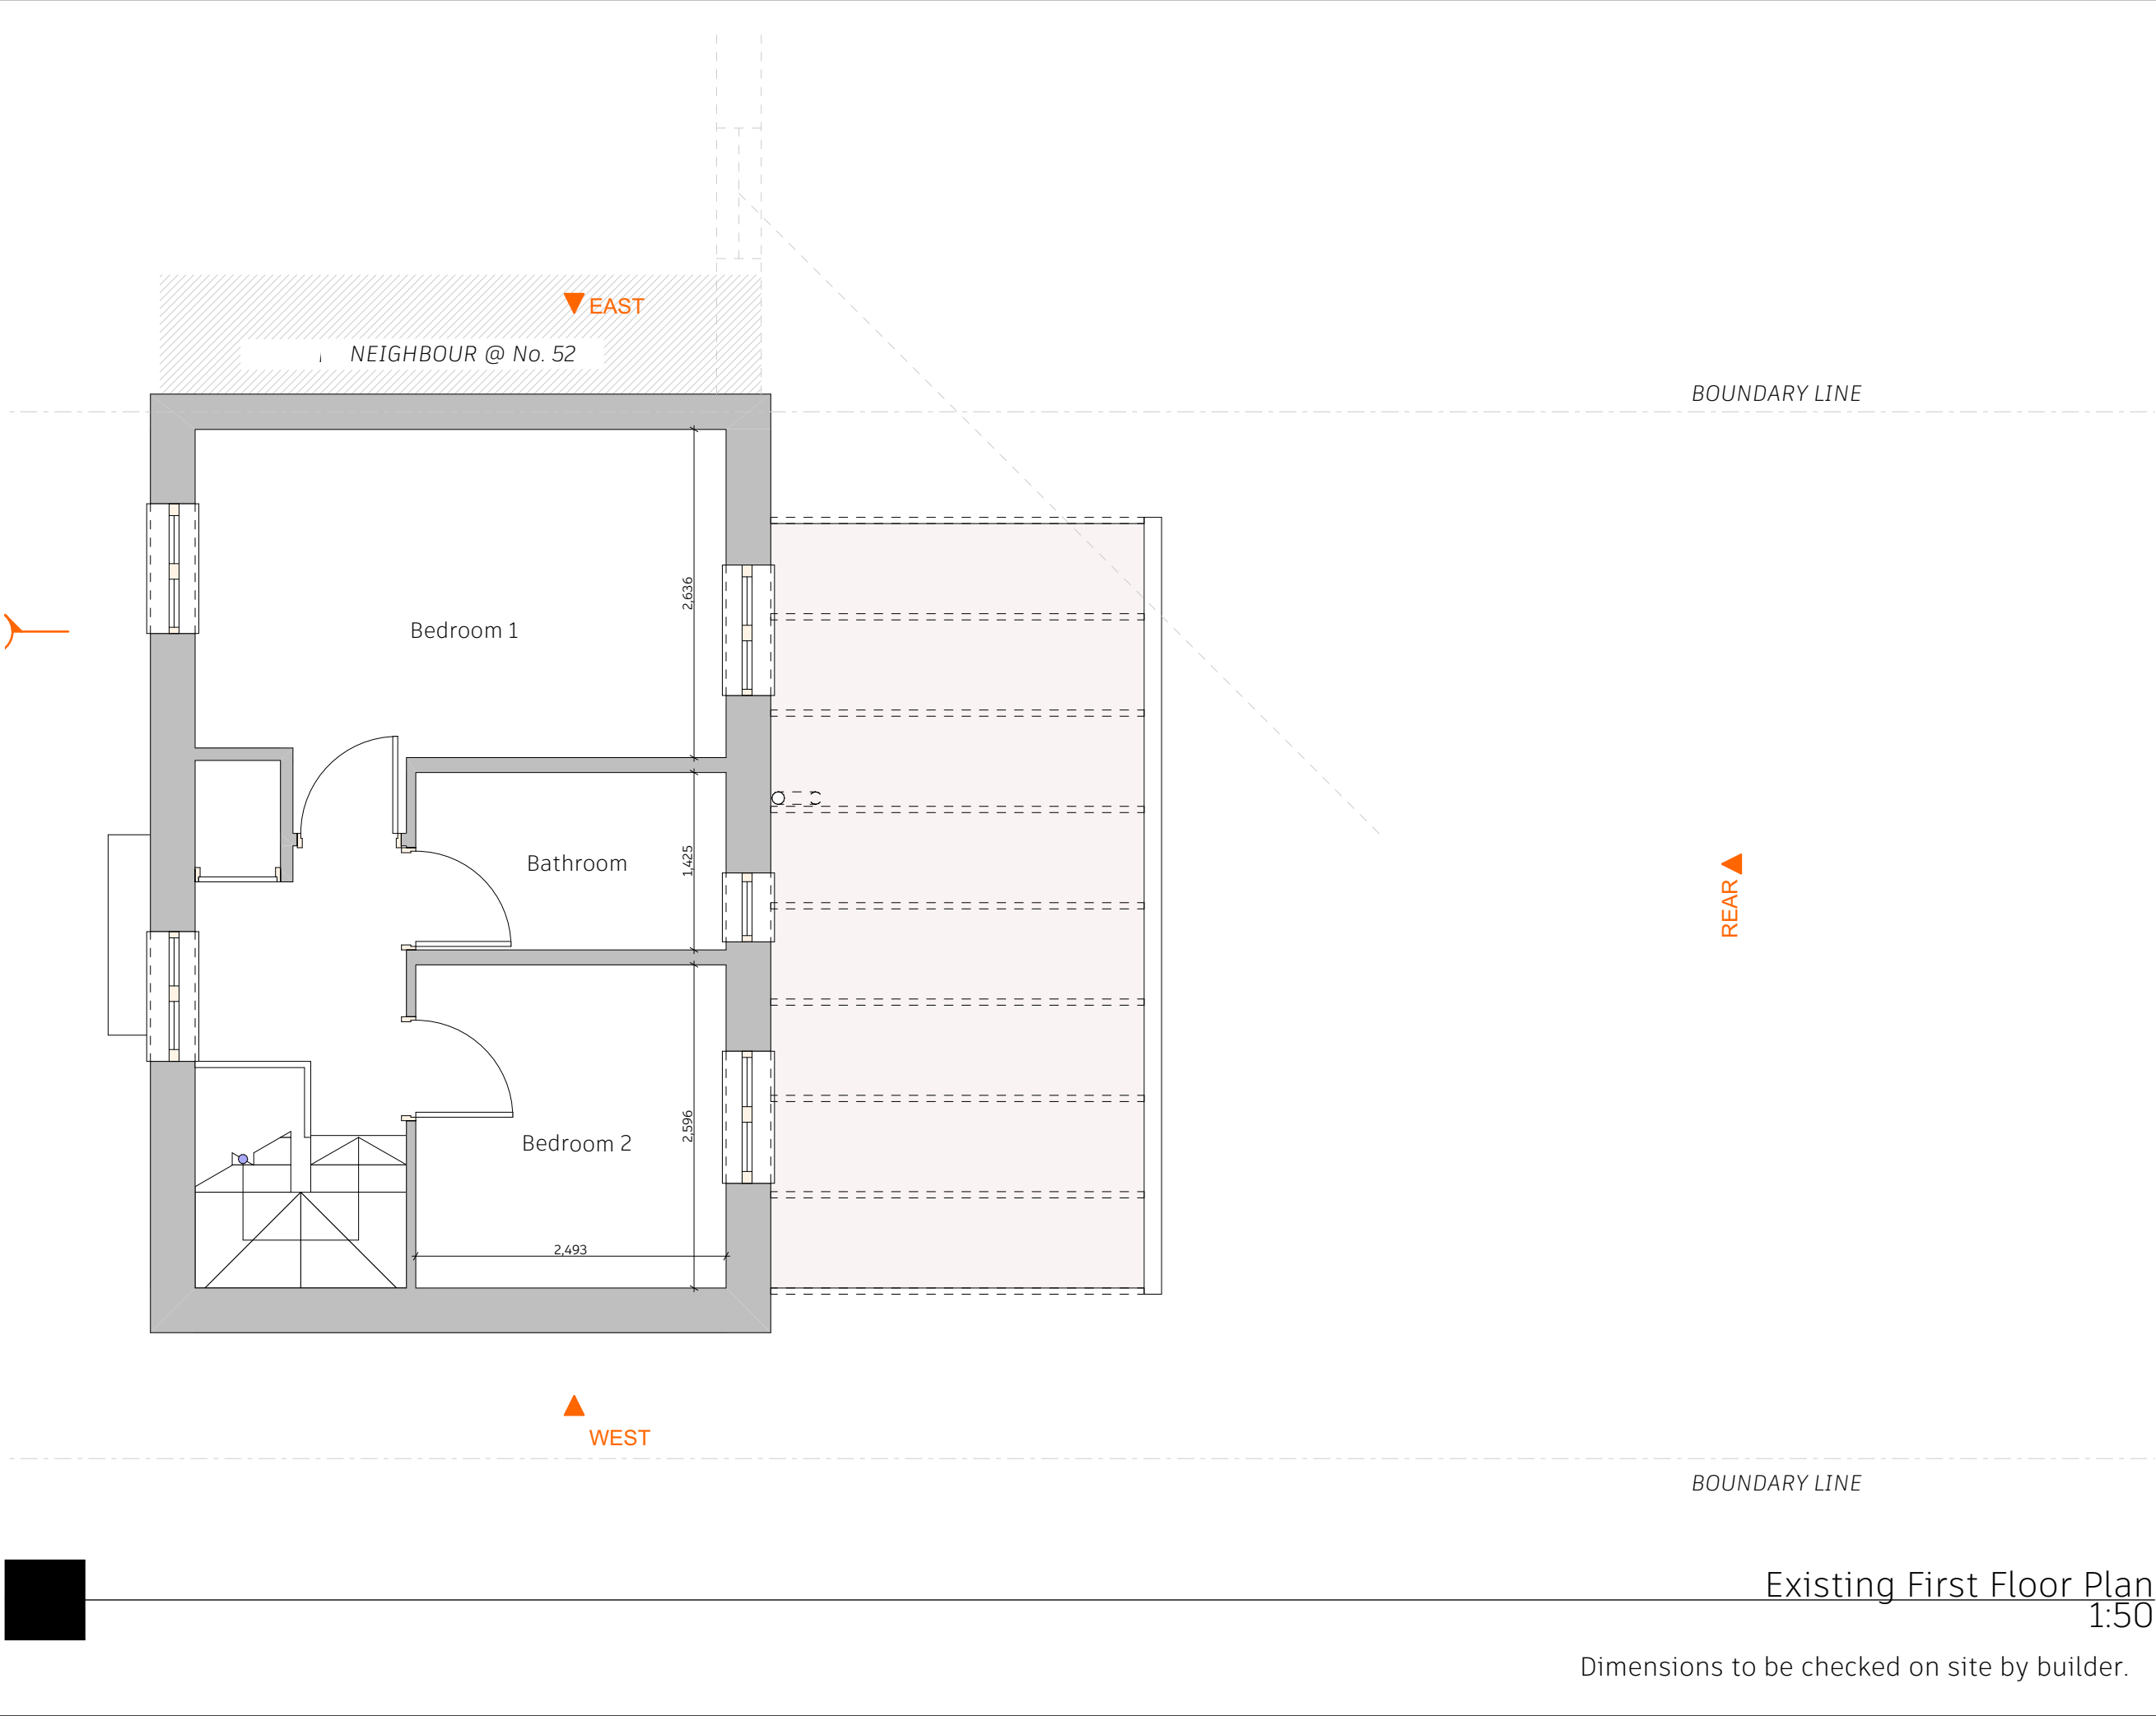 EAST
NEIGHBOUR @ No. 52
BOUNDARY LINE
2,636
Bedroom 1
1,425
Bathroom
REAR
2,596
Bedroom 2
2,493
WEST
BOUNDARY LINE
Existing First Floor Plan
1:50
Dimensions to be checked on site by builder.